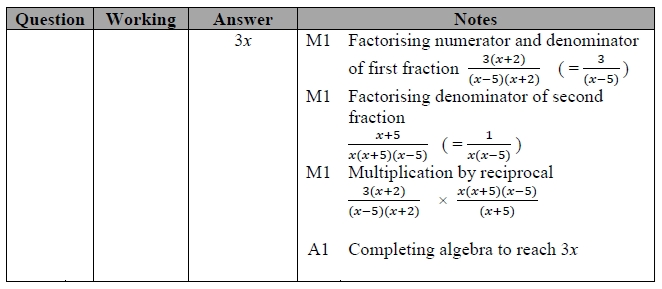 Question Working Answer Notes
3x M1 Factorising numerator and denominator
of first fraction 3(x+2)/(x−5)(x+2) (= 3/(x−5))
M1 Factorising denominator of second
fraction
x+5/x(x+5)(x−5) (= 1/x(x−5))
M1 Multiplication by reciprocal
3(x+2)/(x−5)(x+2) × x(x+5)(x−5)/(x+5)
A1 Completing algebra to reach 3x